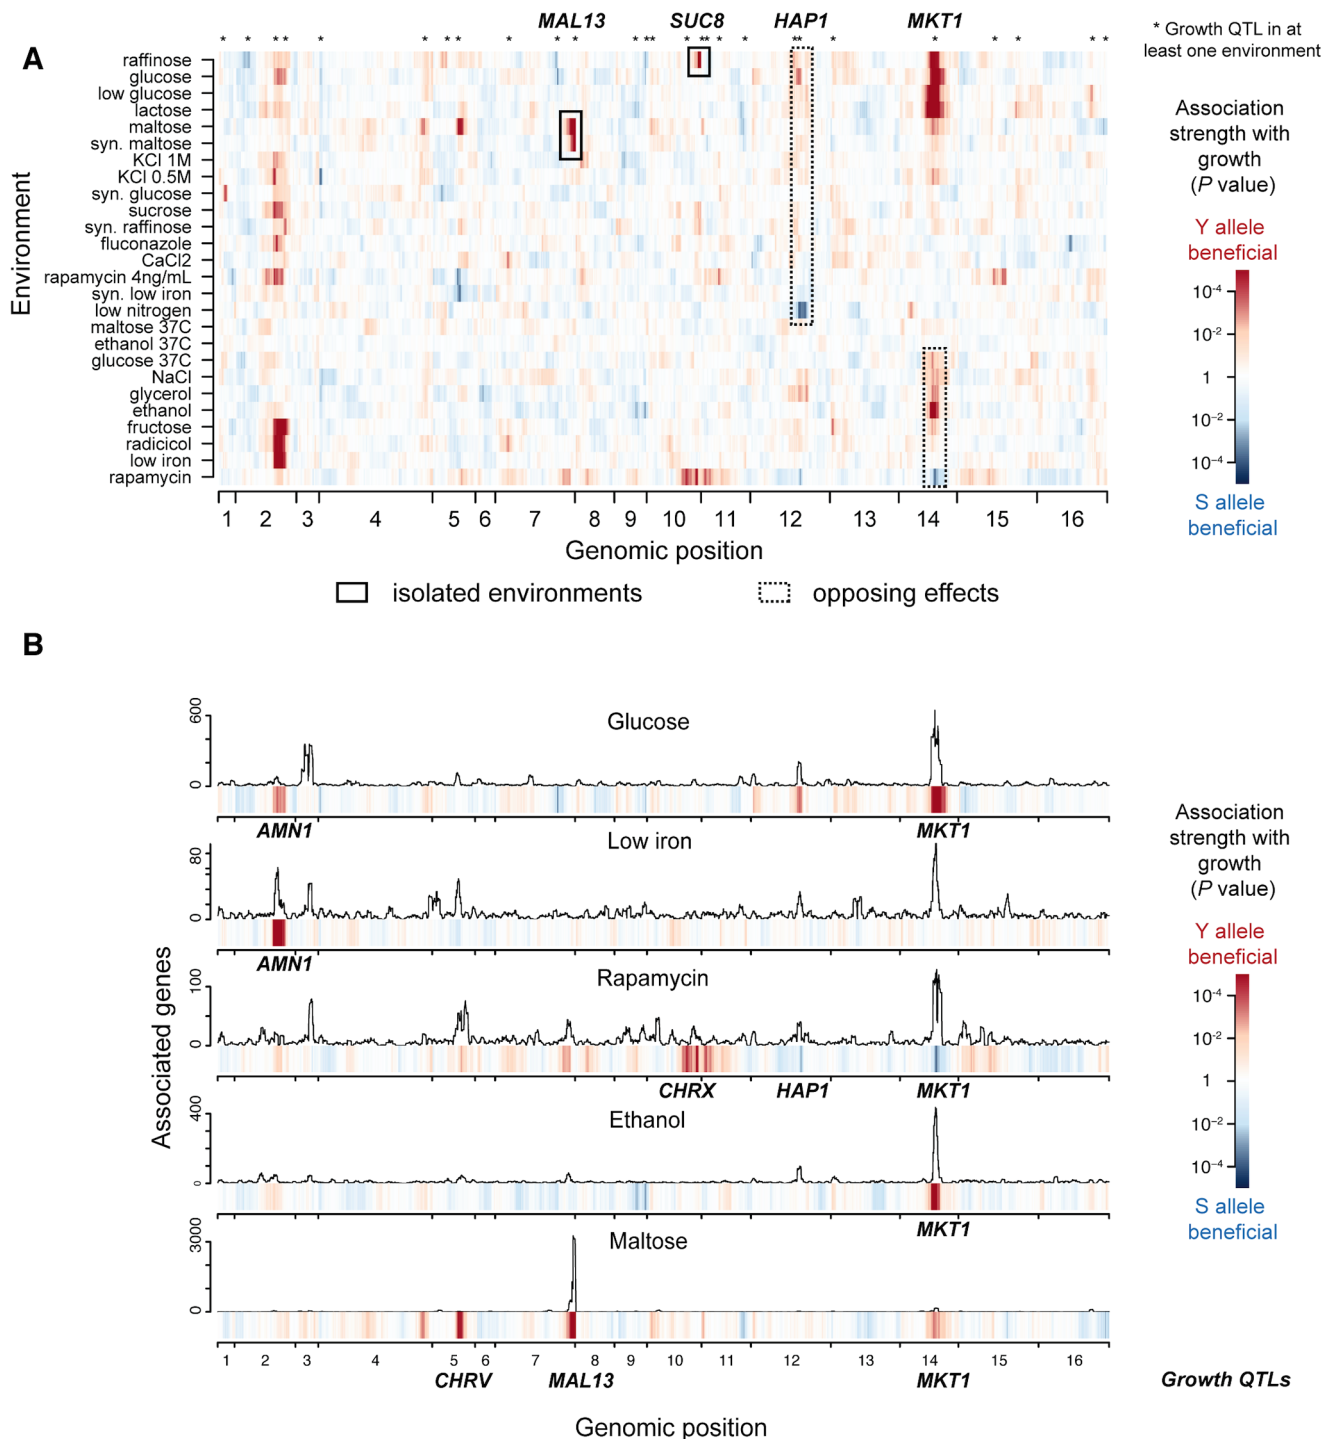 MAL13 SUC8 HAP1 MKT1
* * * * * * * * * * * * * * * * * * * * * * * * * * * *
* Growth QTL in at
least one environment
A
raffinose
glucose
low glucose
lactose
maltose
syn. maltose
KCl 1M
KCl 0.5M
syn. glucose
sucrose
syn. raffinose
fluconazole
CaCl2
rapamycin 4ng/mL
syn. low iron
low nitrogen
maltose 37C
ethanol 37C
glucose 37C
NaCl
glycerol
ethanol
fructose
radicicol
low iron
rapamycin
Environment
1 2 3 4 5 6 7 8 9 10 11 12 13 14 15 16
Genomic position
isolated environments
opposing effects
Association
strength with
growth
(P value)
Y allele
beneficial
10⁻⁴
10⁻²
1
10⁻²
10⁻⁴
S allele
beneficial
B
Associated genes
600
0
Glucose
AMN1 MKT1
80
0
Low iron
AMN1
100
0
Rapamycin
CHRX HAP1 MKT1
400
0
Ethanol
MKT1
3000
0
Maltose
1 2 3 4 5 6 7 8 9 10 11 12 13 14 15 16
CHRV MAL13 MKT1
Growth QTLs
Genomic position
Association
strength with
growth
(P value)
Y allele
beneficial
10⁻⁴
10⁻²
1
10⁻²
10⁻⁴
S allele
beneficial